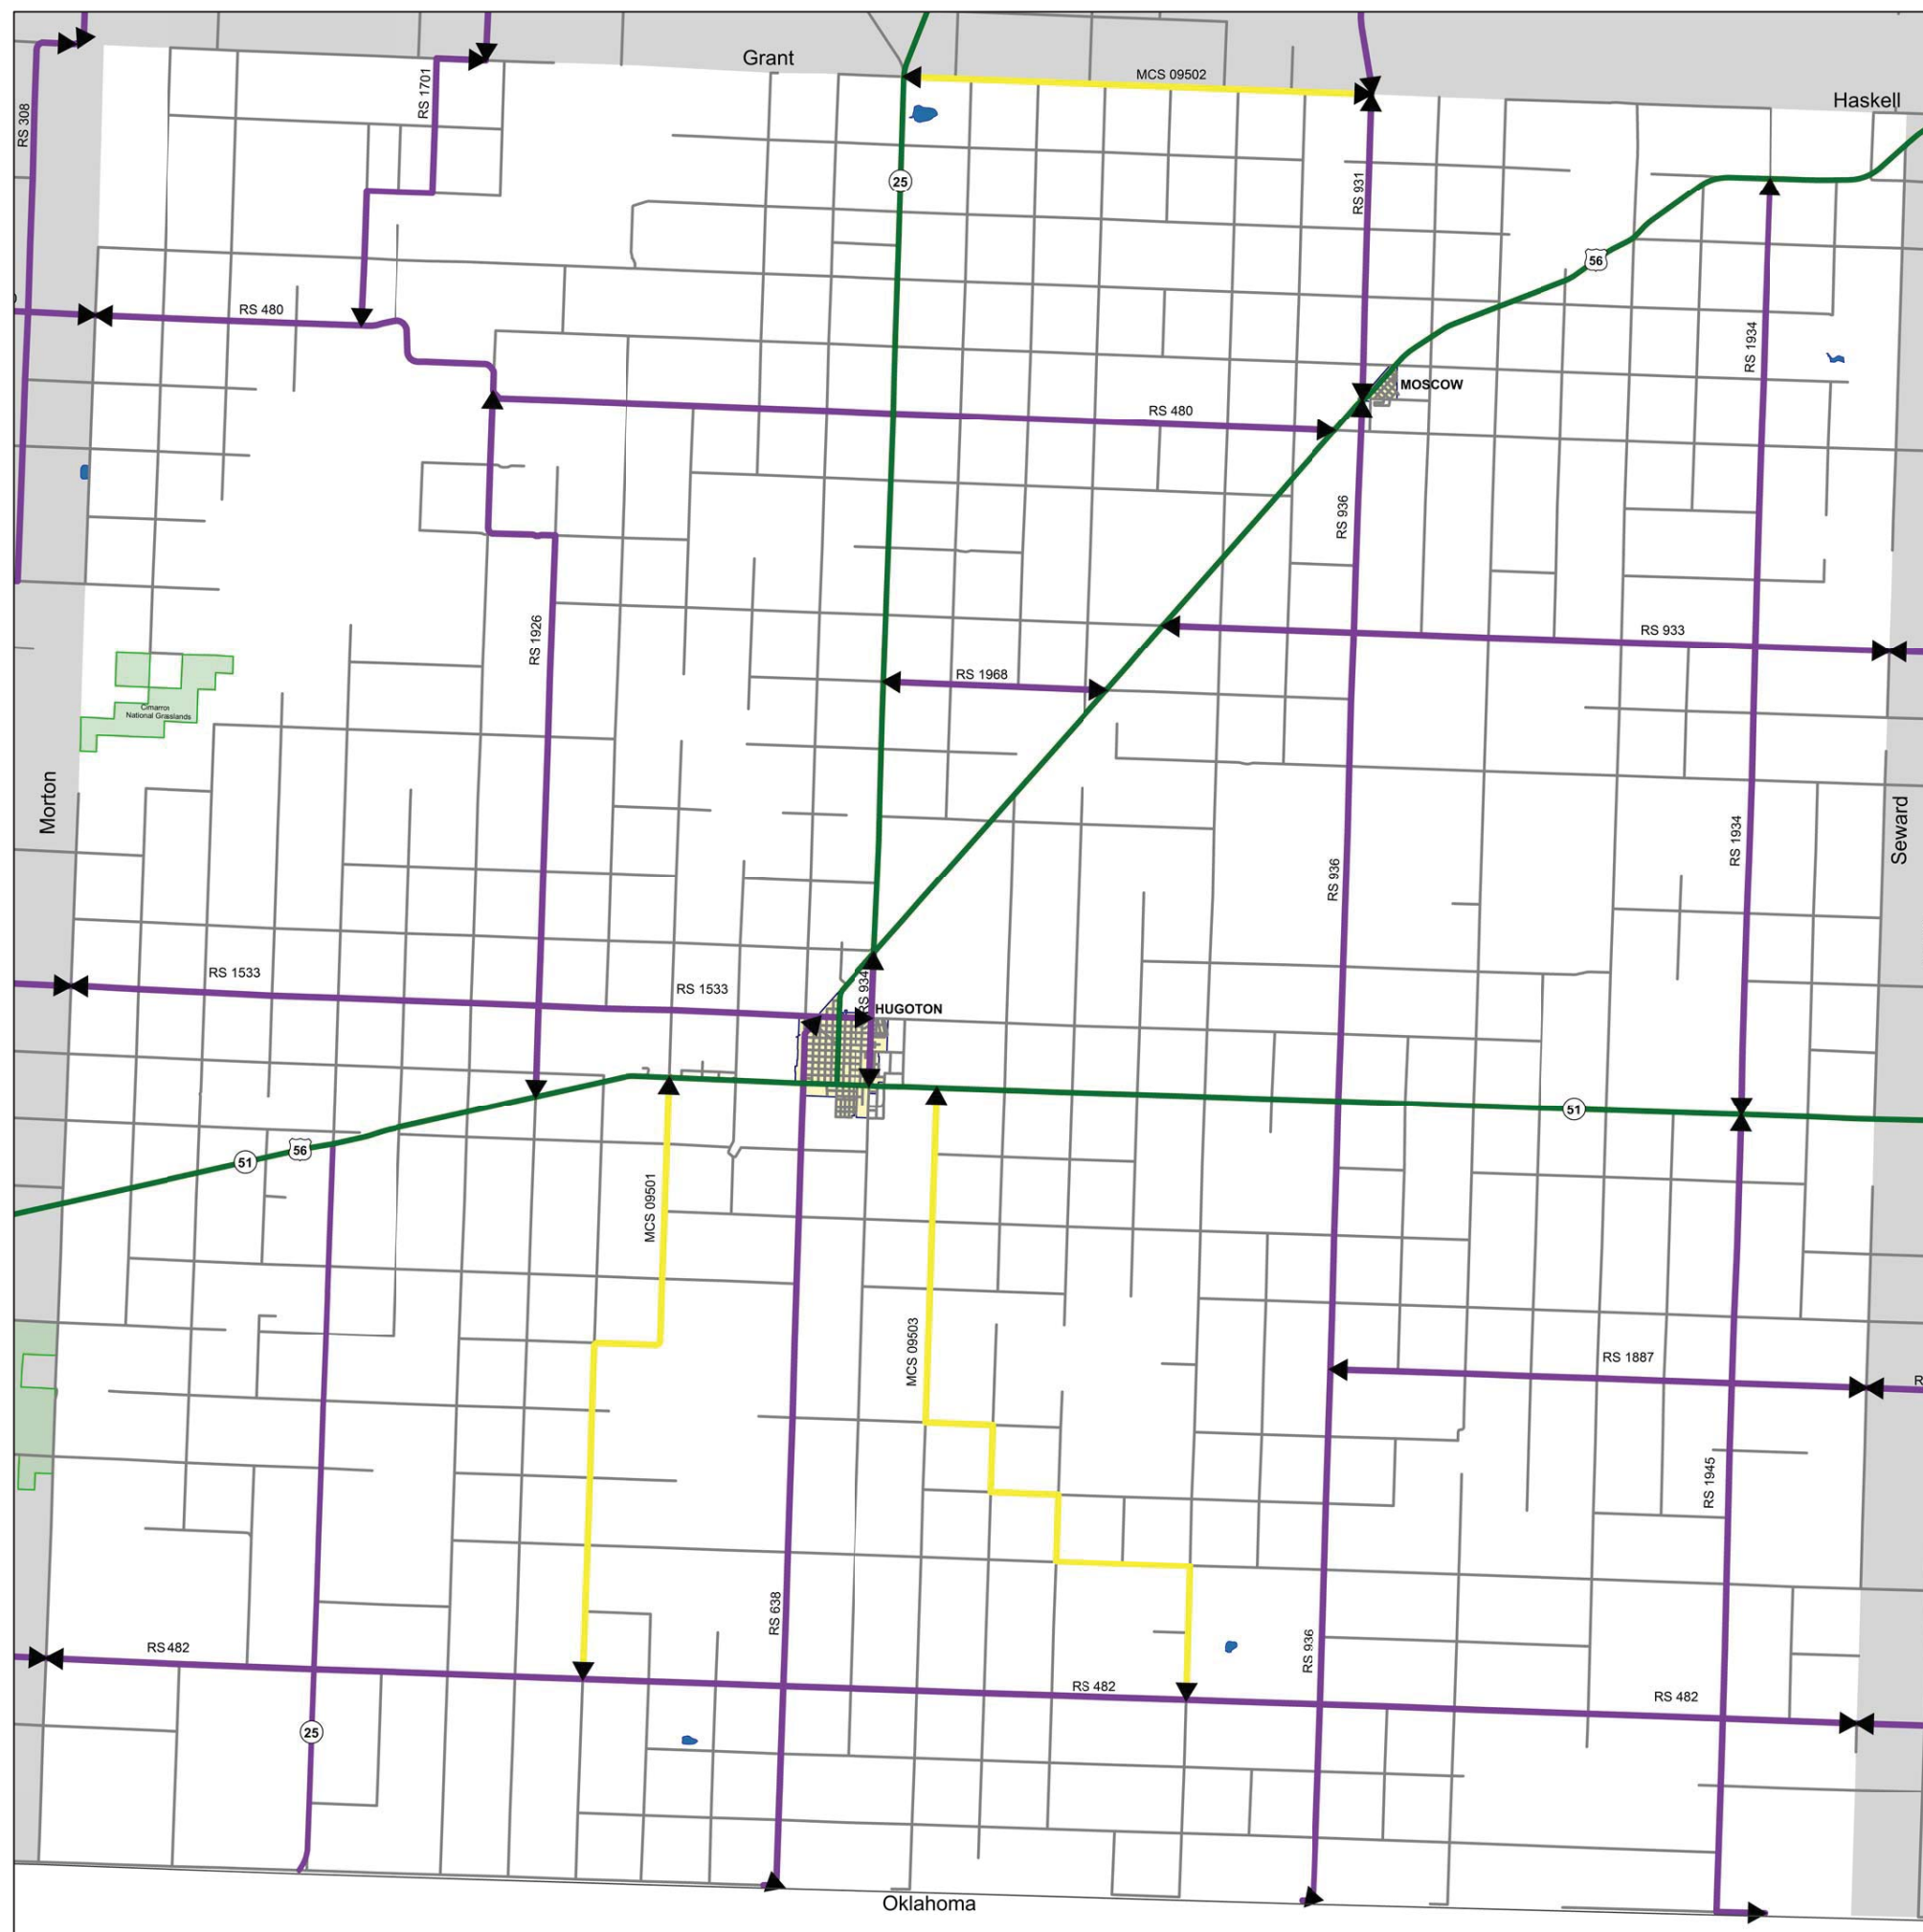 Grant
MCS 09502
Haskell
RS 308
RS 1701
25
RS 931
56
RS 480
RS 1934
MOSCOW
RS 480
RS 936
RS 1926
RS 933
RS 1968
Cimarron
National Grasslands
Morton
Seward
RS 1934
RS 936
RS 1533
RS 1533
RS 934
HUGOTON
51
56
51
MCS 09501
MCS 09503
RS 1887
R
RS 1945
RS 638
RS 936
RS 482
RS 482
RS 482
25
Oklahoma